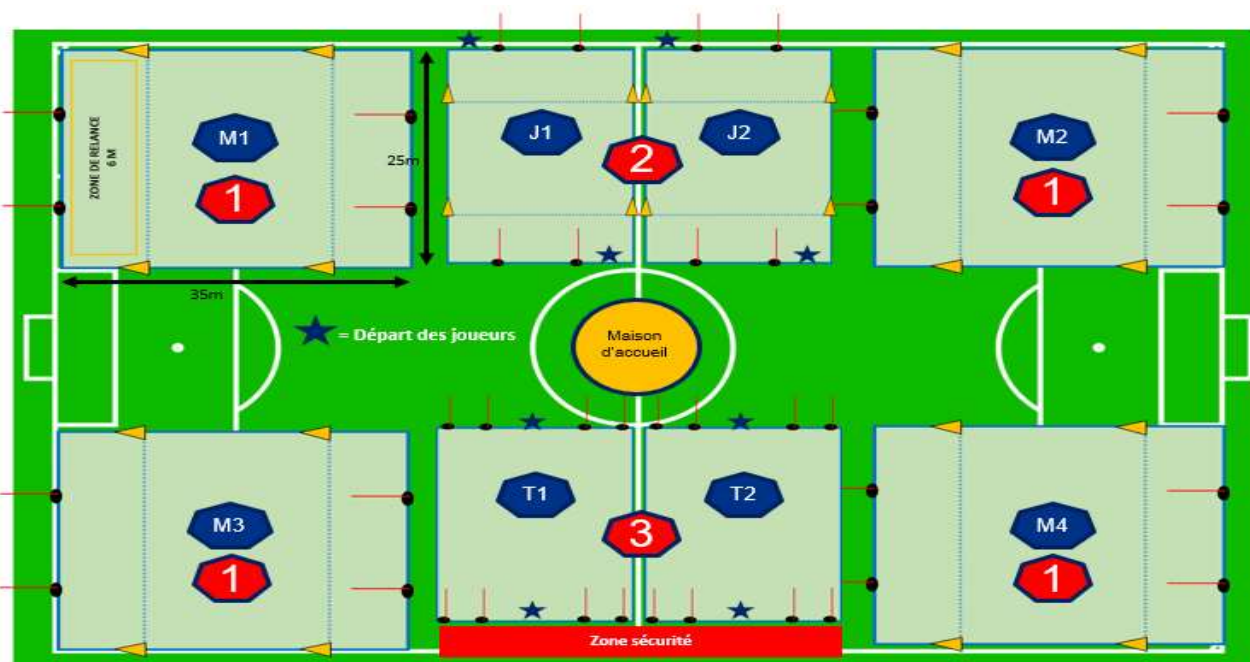 M1
1
ZONE DE RELANCE
6 M
25m
35m
J1
2
J2
M2
1
= Départ des joueurs
Maison
d'accueil
M3
1
T1
3
T2
M4
1
Zone sécurité